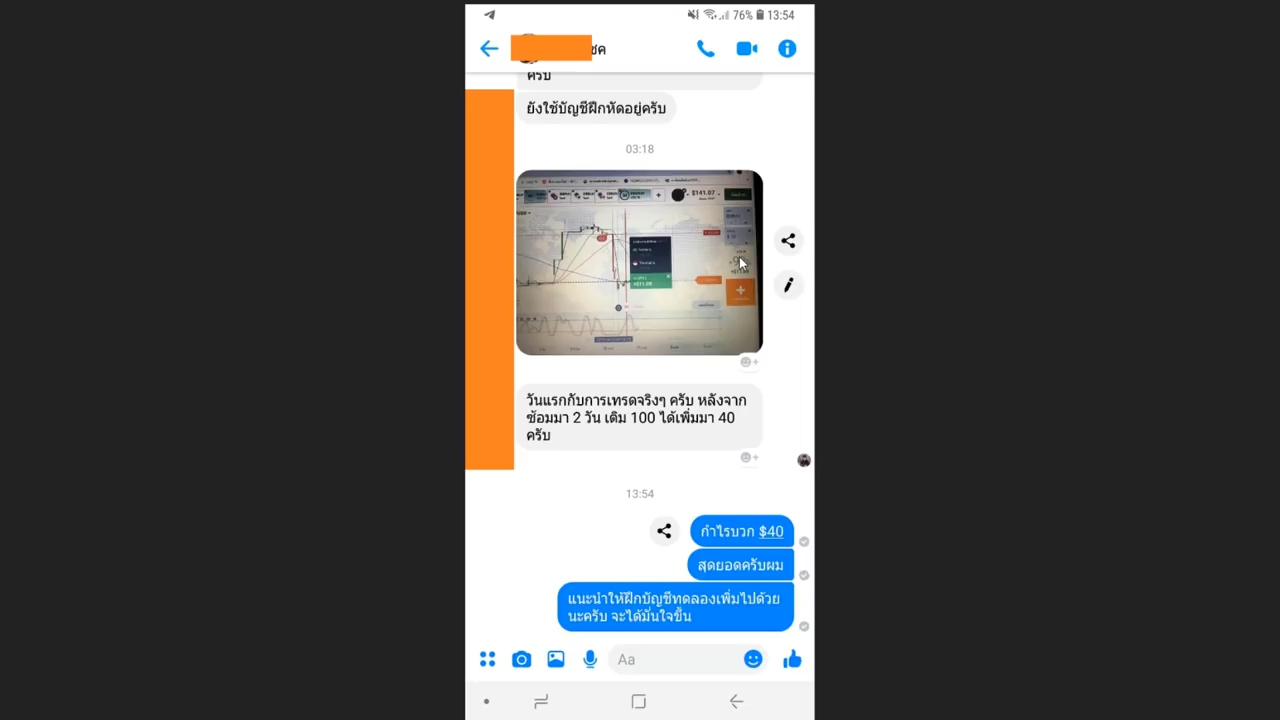 76% 13:54
ชค
ครับ
ยังใช้บัญชีฝึกหัดอยู่ครับ
03:18
$141.07
วันแรกกับการเทรดจริงๆ ครับ หลังจาก
ซ้อมมา 2 วัน เดิม 100 ได้เพิ่มมา 40
ครับ
13:54
กำไรบวก $40
สุดยอดครับผม
แนะนำให้ฝึกบัญชีทดลองเพิ่มไปด้วย
นะครับ จะได้มั่นใจขึ้น
Aa